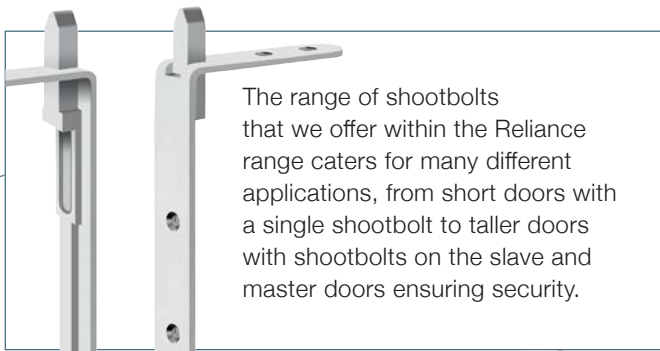 The range of shootbolts
that we offer within the Reliance
range caters for many different
applications, from short doors with
a single shootbolt to taller doors
with shootbolts on the slave and
master doors ensuring security.